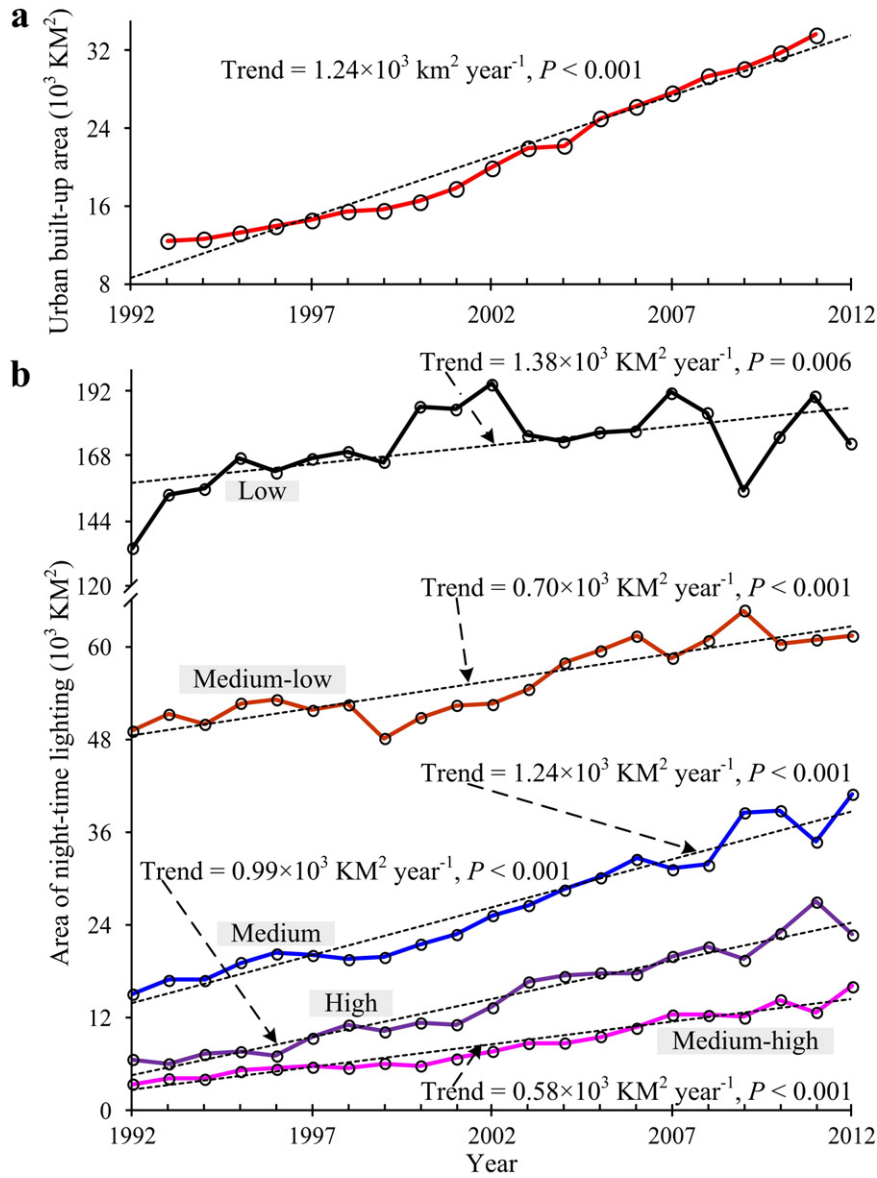 a
Urban built-up area (10³ KM²)
32
24
16
8
Trend = 1.24×10³ km² year⁻¹, P < 0.001
1992
1997
2002
2007
2012
b
Area of night-time lighting (10³ KM²)
192
168
144
120
60
48
36
24
12
0
Trend = 1.38×10³ KM² year⁻¹, P = 0.006
Low
Trend = 0.70×10³ KM² year⁻¹, P < 0.001
Medium-low
Trend = 1.24×10³ KM² year⁻¹, P < 0.001
Trend = 0.99×10³ KM² year⁻¹, P < 0.001
Medium
High
Medium-high
Trend = 0.58×10³ KM² year⁻¹, P < 0.001
1992
1997
2002
2007
2012
Year